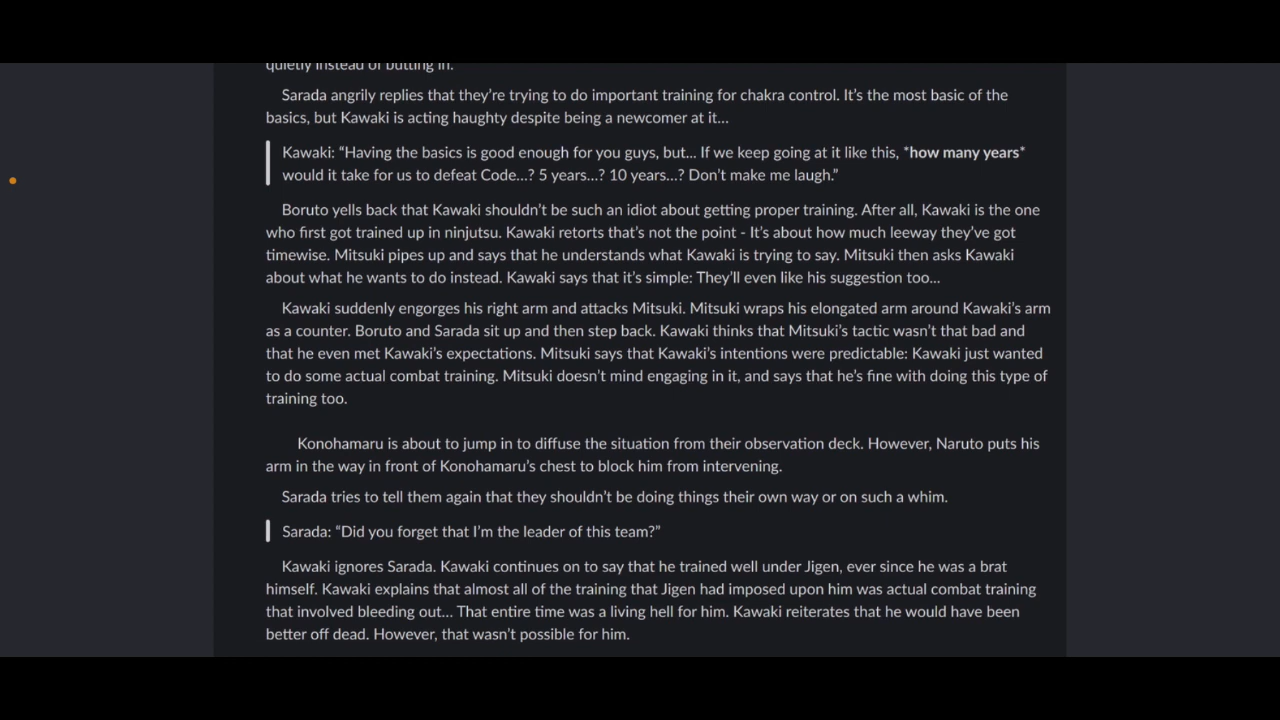 quietly instead of butting in.
Sarada angrily replies that they're trying to do important training for chakra control. It's the most basic of the
basics, but Kawaki is acting haughty despite being a newcomer at it...
Kawaki: “Having the basics is good enough for you guys, but... If we keep going at it like this, *how many years*
would it take for us to defeat Code...? 5 years...? 10 years...? Don't make me laugh.”
Boruto yells back that Kawaki shouldn't be such an idiot about getting proper training. After all, Kawaki is the one
who first got trained up in ninjutsu. Kawaki retorts that's not the point - It's about how much leeway they've got
timewise. Mitsuki pipes up and says that he understands what Kawaki is trying to say. Mitsuki then asks Kawaki
about what he wants to do instead. Kawaki says that it's simple: They'll even like his suggestion too...
Kawaki suddenly engorges his right arm and attacks Mitsuki. Mitsuki wraps his elongated arm around Kawaki's arm
as a counter. Boruto and Sarada sit up and then step back. Kawaki thinks that Mitsuki's tactic wasn't that bad and
that he even met Kawaki's expectations. Mitsuki says that Kawaki's intentions were predictable: Kawaki just wanted
to do some actual combat training. Mitsuki doesn't mind engaging in it, and says that he's fine with doing this type of
training too.
Konohamaru is about to jump in to diffuse the situation from their observation deck. However, Naruto puts his
arm in the way in front of Konohamaru's chest to block him from intervening.
Sarada tries to tell them again that they shouldn't be doing things their own way or on such a whim.
Sarada: “Did you forget that I'm the leader of this team?”
Kawaki ignores Sarada. Kawaki continues on to say that he trained well under Jigen, ever since he was a brat
himself. Kawaki explains that almost all of the training that Jigen had imposed upon him was actual combat training
that involved bleeding out... That entire time was a living hell for him. Kawaki reiterates that he would have been
better off dead. However, that wasn't possible for him.